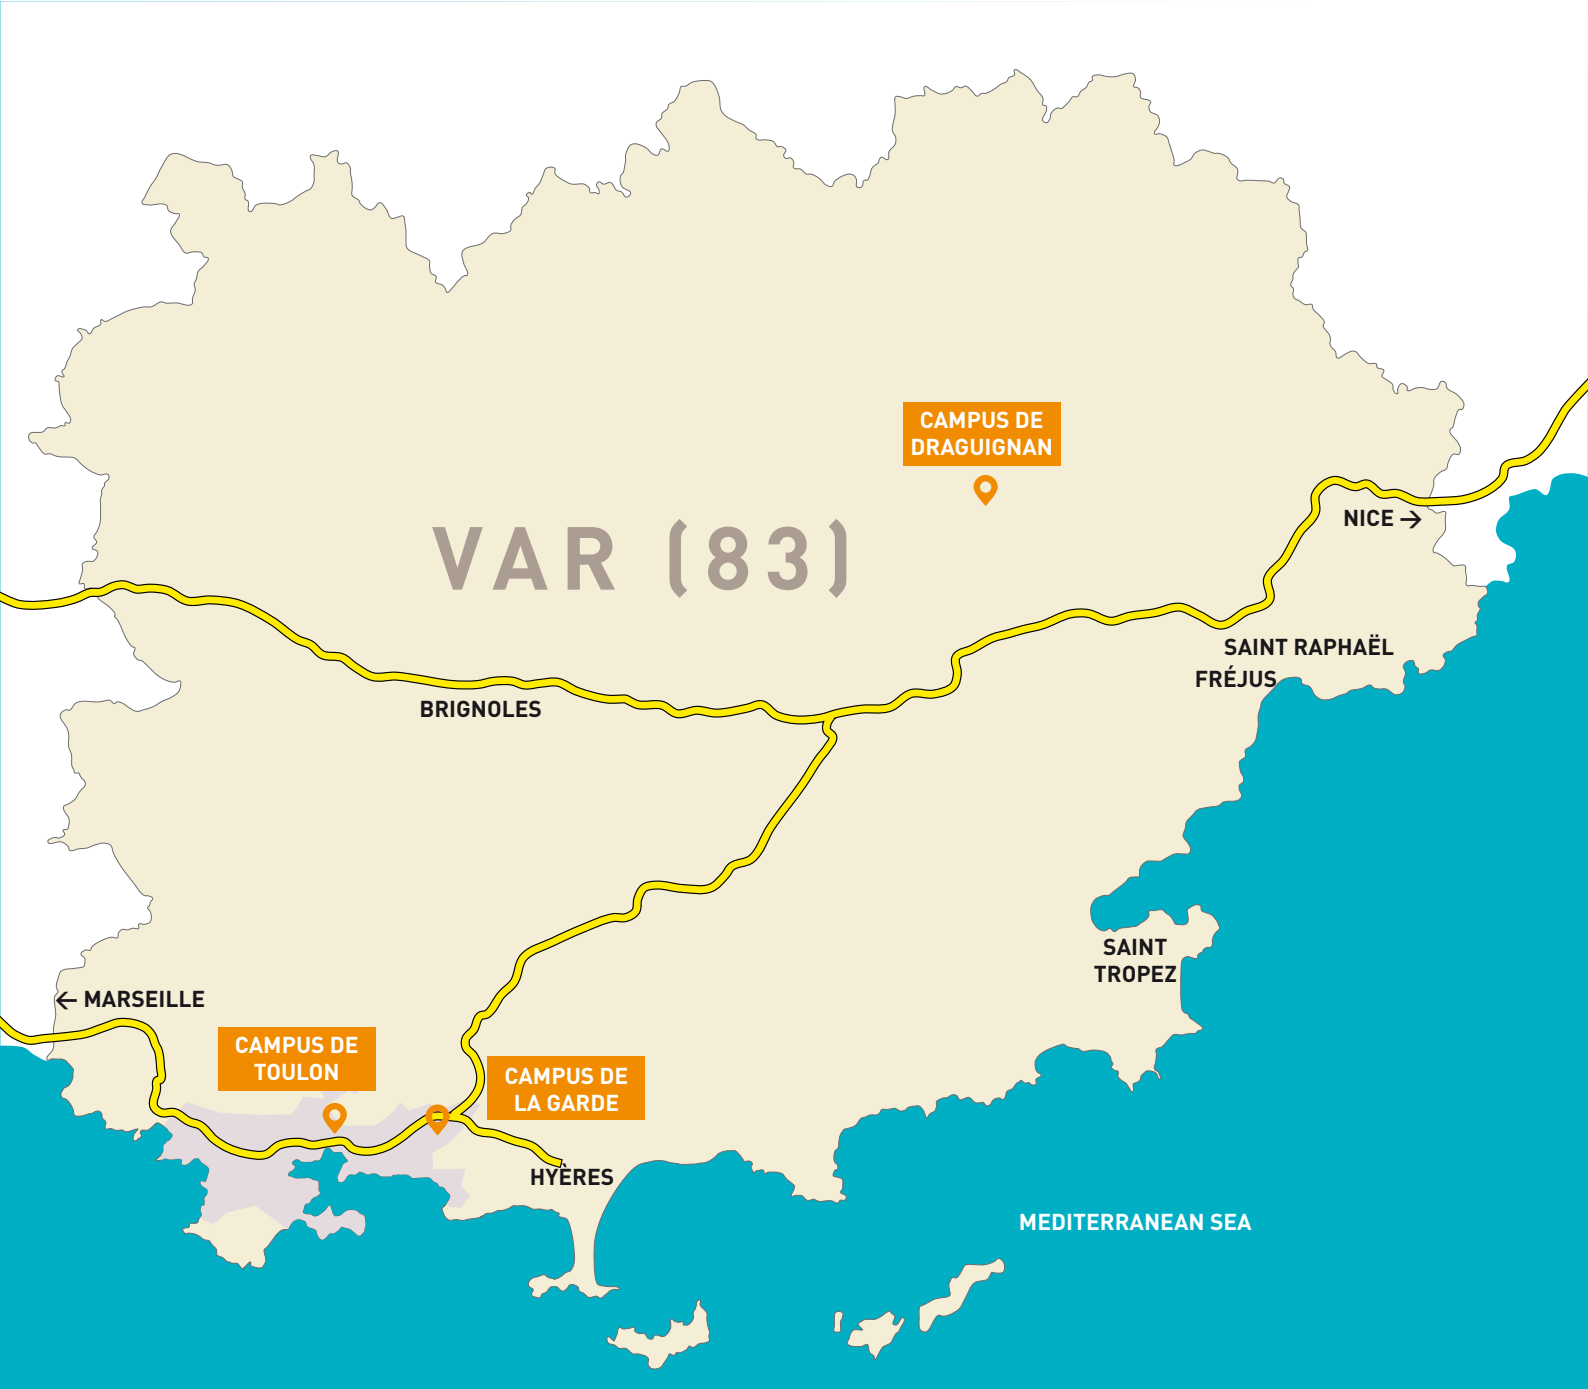 CAMPUS DE
DRAGUIGNAN
VAR (83)
NICE →
SAINT RAPHAËL
FRÉJUS
BRIGNOLES
SAINT
TROPEZ
← MARSEILLE
CAMPUS DE
TOULON
CAMPUS DE
LA GARDE
HYÈRES
MEDITERRANEAN SEA